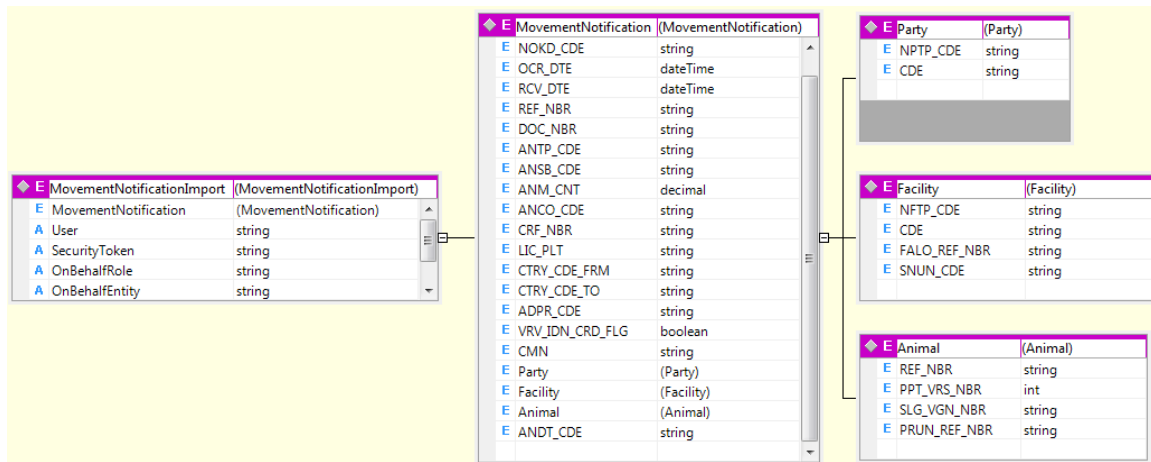 E MovementNotificationImport (MovementNotificationImport)
E MovementNotification (MovementNotification)
A User string
A SecurityToken string
A OnBehalfRole string
A OnBehalfEntity string
E MovementNotification (MovementNotification)
E NOKD_CDE string
E OCR_DTE dateTime
E RCV_DTE dateTime
E REF_NBR string
E DOC_NBR string
E ANTP_CDE string
E ANSB_CDE string
E ANM_CNT decimal
E ANCO_CDE string
E CRF_NBR string
E LIC_PLT string
E CTRY_CDE_FRM string
E CTRY_CDE_TO string
E ADPR_CDE string
E VRV_IDN_CRD_FLG boolean
E CMN string
E Party (Party)
E Facility (Facility)
E Animal (Animal)
E ANDT_CDE string
E Party (Party)
E NPTP_CDE string
E CDE string
E Facility (Facility)
E NFTP_CDE string
E CDE string
E FALO_REF_NBR string
E SNUN_CDE string
E Animal (Animal)
E REF_NBR string
E PPT_VRS_NBR int
E SLG_VGN_NBR string
E PRUN_REF_NBR string